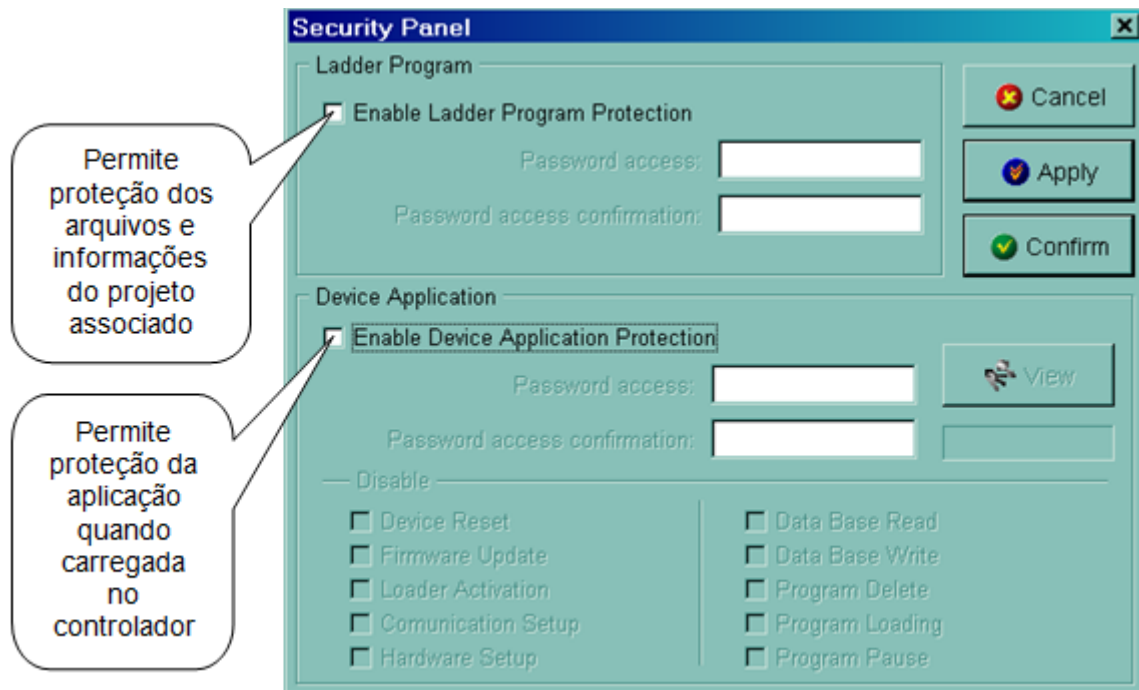 Security Panel
Ladder Program
Enable Ladder Program Protection
Password access:
Password access confirmation:
Cancel
Apply
Confirm
Permite
proteção dos
arquivos e
informações
do projeto
associado
Device Application
Enable Device Application Protection
Password access:
Password access confirmation:
View
Permite
proteção da
aplicação
quando
carregada
no
controlador
Disable
Device Reset
Firmware Update
Loader Activation
Comunication Setup
Hardware Setup
Data Base Read
Data Base Write
Program Delete
Program Loading
Program Pause